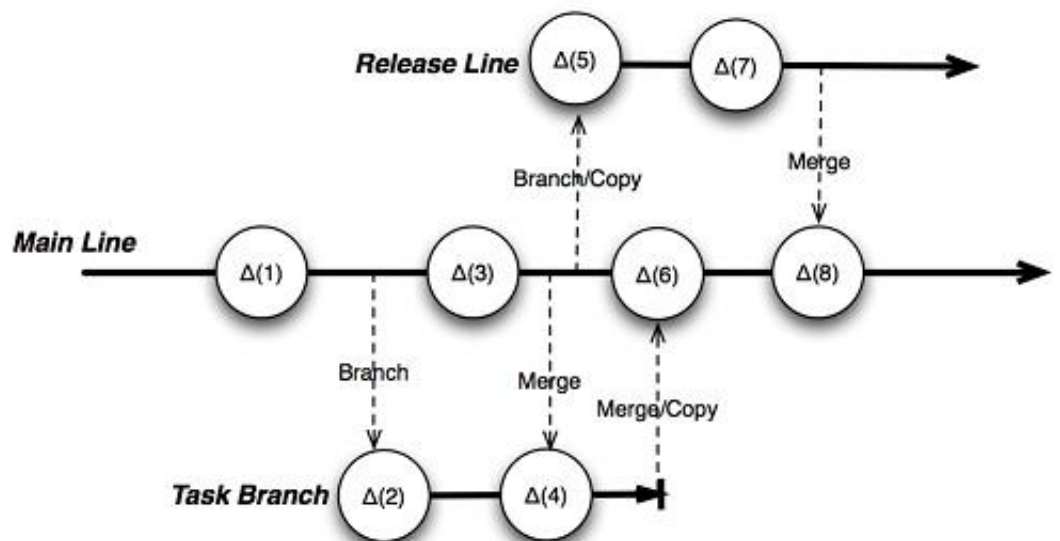 Release Line
Δ(5)
Δ(7)
Branch/Copy
Merge
Main Line
Δ(1)
Δ(3)
Δ(6)
Δ(8)
Branch
Merge
Merge/Copy
Task Branch
Δ(2)
Δ(4)